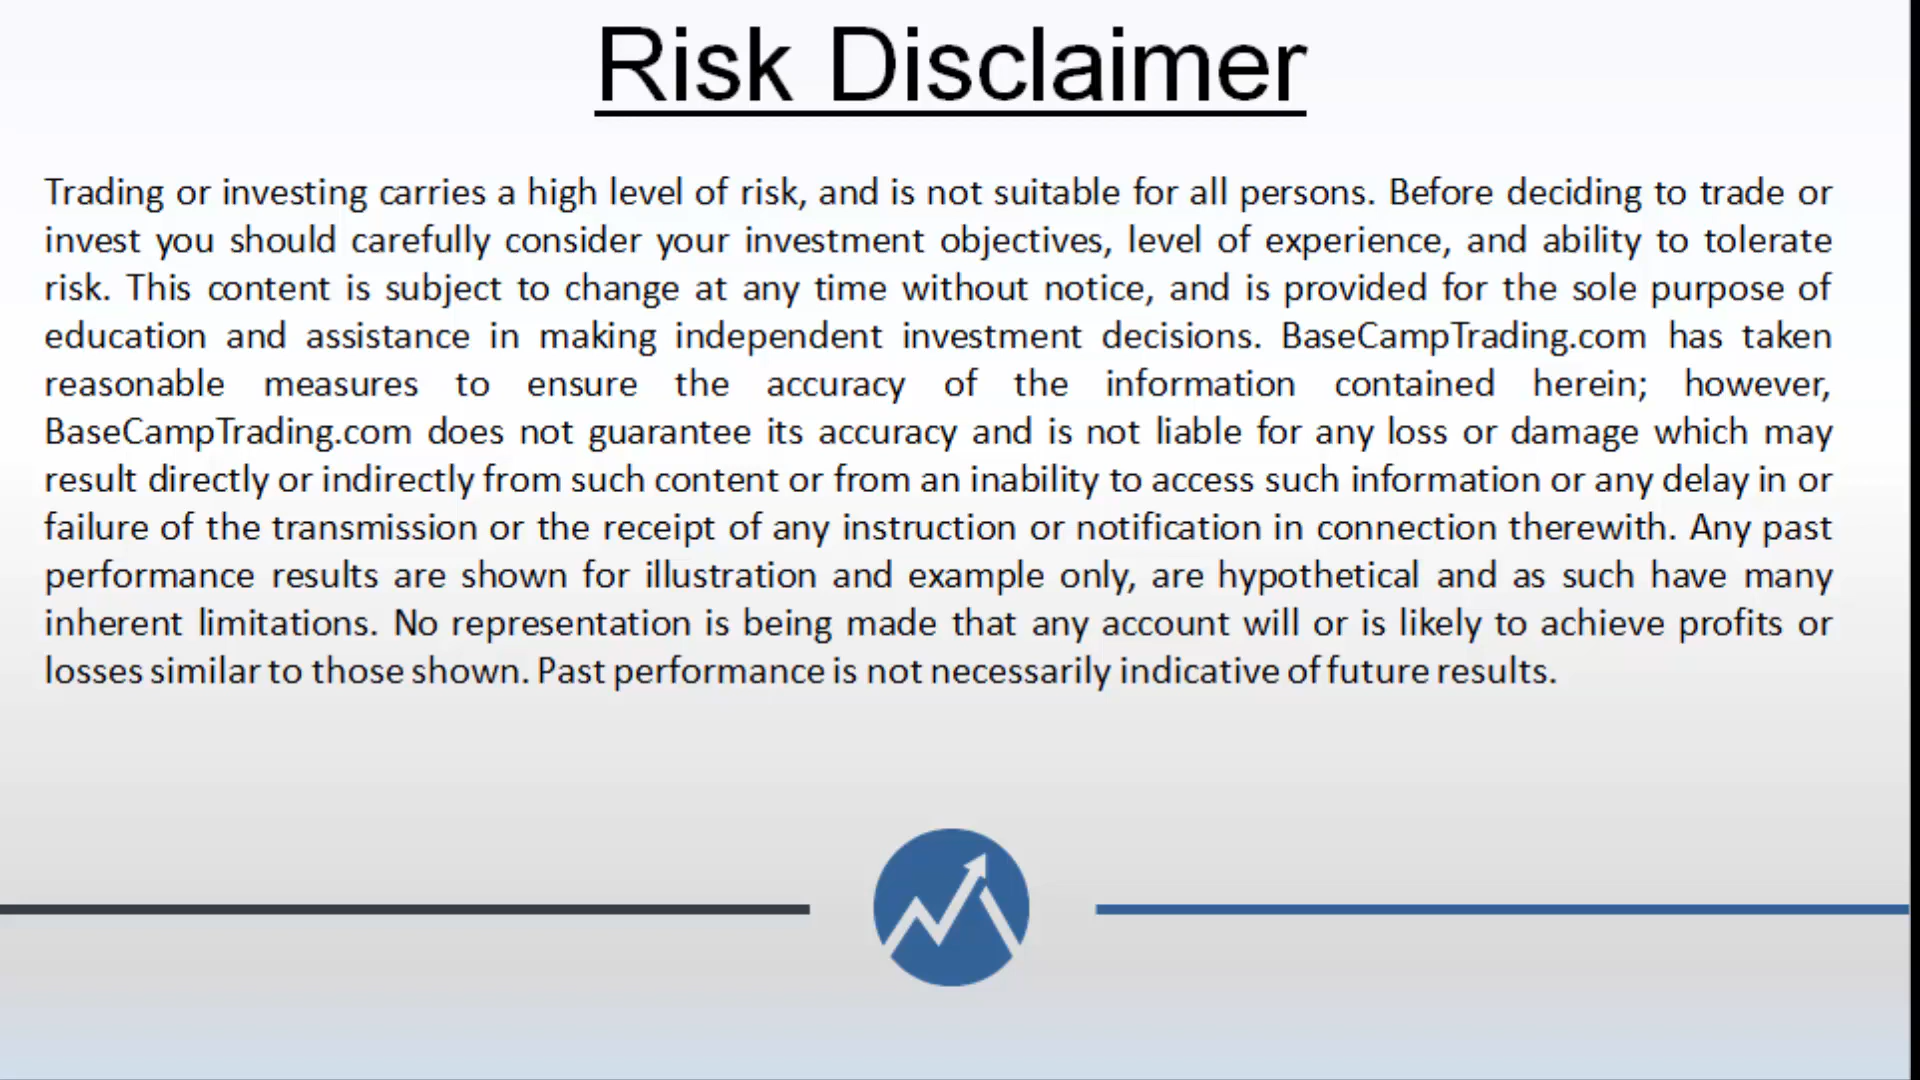 Risk Disclaimer
Trading or investing carries a high level of risk, and is not suitable for all persons. Before deciding to trade or
invest you should carefully consider your investment objectives, level of experience, and ability to tolerate
risk. This content is subject to change at any time without notice, and is provided for the sole purpose of
education and assistance in making independent investment decisions. BaseCampTrading.com has taken
reasonable measures to ensure the accuracy of the information contained herein; however,
BaseCampTrading.com does not guarantee its accuracy and is not liable for any loss or damage which may
result directly or indirectly from such content or from an inability to access such information or any delay in or
failure of the transmission or the receipt of any instruction or notification in connection therewith. Any past
performance results are shown for illustration and example only, are hypothetical and as such have many
inherent limitations. No representation is being made that any account will or is likely to achieve profits or
losses similar to those shown. Past performance is not necessarily indicative of future results.